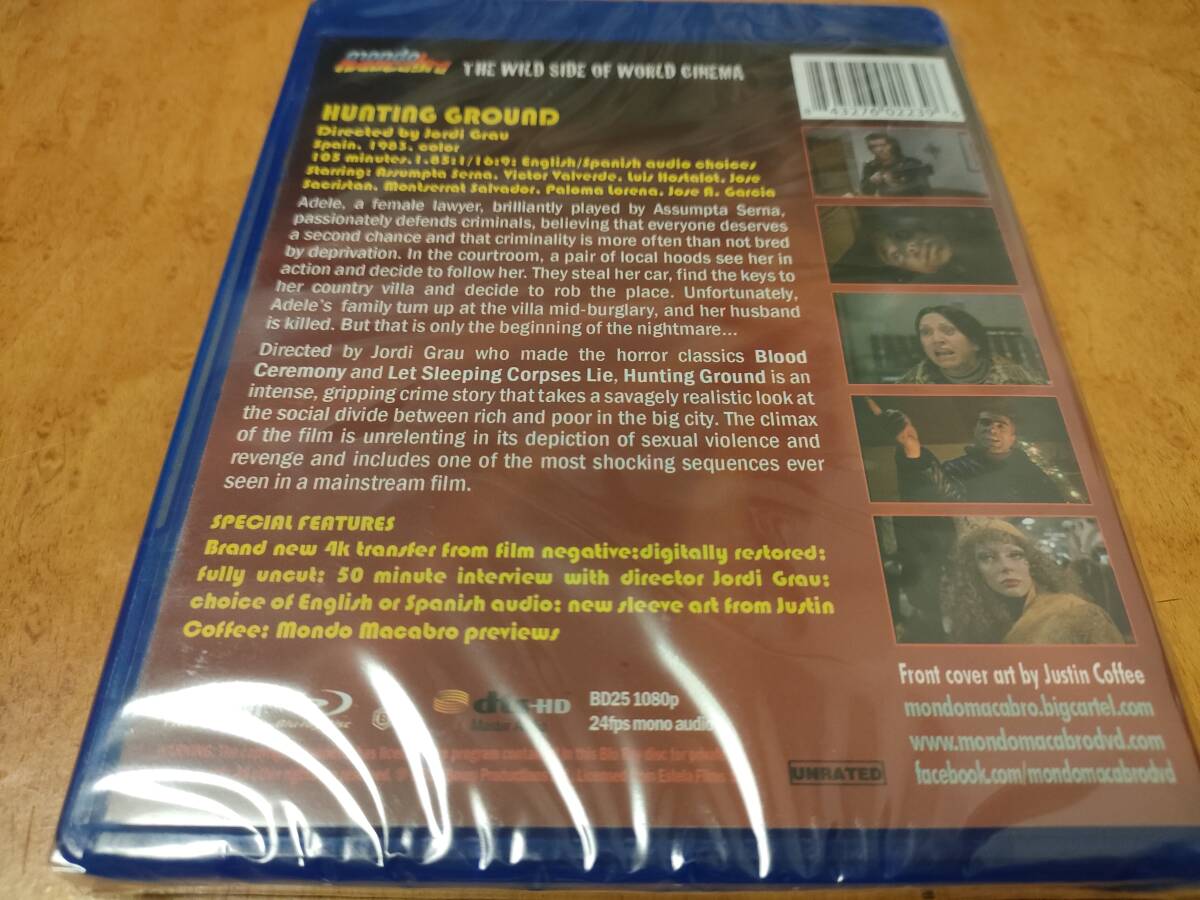 mondo macabro THE WILD SIDE OF WORLD CINEMA
HUNTING GROUND
Directed by Jordi Grau
Spain, 1983, color
105 minutes.1.85:1/16:9; English/Spanish audio choices
Starring: Assumpta Serna, Victor Valverde, Luis Hostalot, Jose
Sacristan, Montserrat Salvador, Paloma Lorena, Jose A. Garcia
Adele, a female lawyer, brilliantly played by Assumpta Serna,
passionately defends criminals, believing that everyone deserves
a second chance and that criminality is more often than not bred
by deprivation. In the courtroom, a pair of local hoods see her in
action and decide to follow her. They steal her car, find the keys to
her country villa and decide to rob the place. Unfortunately,
Adele's family turn up at the villa mid-burglary, and her husband
is killed. But that is only the beginning of the nightmare...
Directed by Jordi Grau who made the horror classics Blood
Ceremony and Let Sleeping Corpses Lie, Hunting Ground is an
intense, gripping crime story that takes a savagely realistic look at
the social divide between rich and poor in the big city. The climax
of the film is unrelenting in its depiction of sexual violence and
revenge and includes one of the most shocking sequences ever
seen in a mainstream film.
SPECIAL FEATURES
Brand new 4k transfer from film negative;digitally restored;
fully uncut; 50 minute interview with director Jordi Grau;
choice of English or Spanish audio; new sleeve art from Justin
Coffee; Mondo Macabro previews
dts-HD
BD25 1080p
24fps mono audio
WARNING: The
program
in this Blu
disc for
UNRATED
Front cover art by Justin Coffee
mondomacabro.bigcartel.com
www.mondomacabrodvd.com
facebook.com/mondomacabrodvd